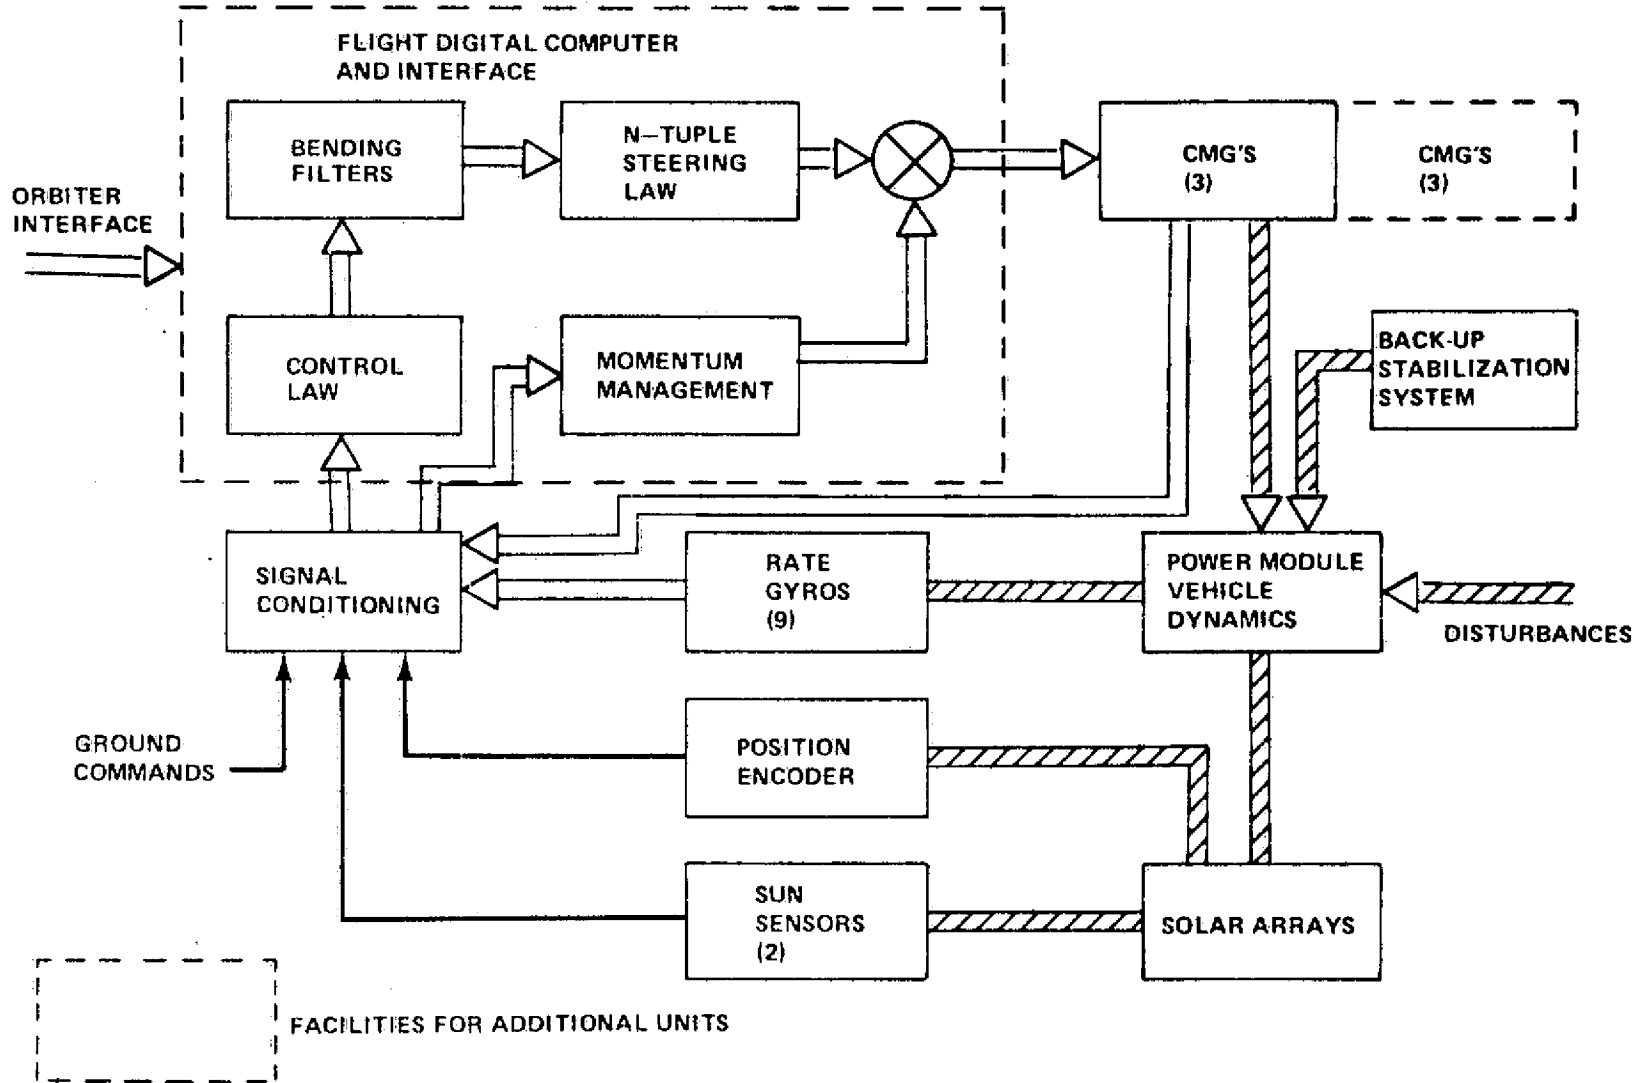 FLIGHT DIGITAL COMPUTER
AND INTERFACE
BENDING
FILTERS
N–TUPLE
STEERING
LAW
CMG'S
(3)
CMG'S
(3)
ORBITER
INTERFACE
CONTROL
LAW
MOMENTUM
MANAGEMENT
BACK-UP
STABILIZATION
SYSTEM
SIGNAL
CONDITIONING
RATE
GYROS
(9)
POWER MODULE
VEHICLE
DYNAMICS
DISTURBANCES
GROUND
COMMANDS
POSITION
ENCODER
SUN
SENSORS
(2)
SOLAR ARRAYS
FACILITIES FOR ADDITIONAL UNITS